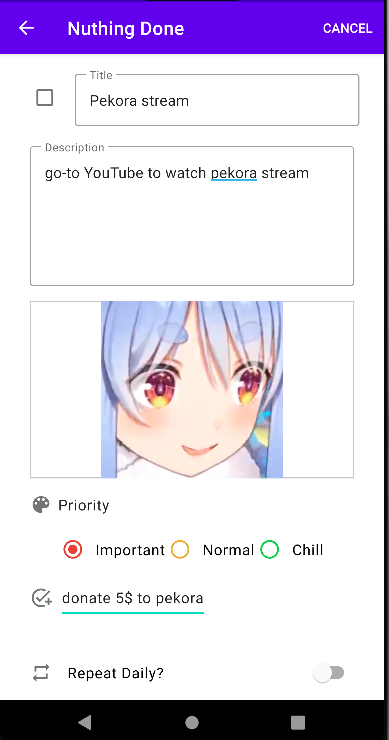 Nuthing Done
CANCEL
Title
Pekora stream
Description
go-to YouTube to watch pekora stream
Priority
Important
Normal
Chill
donate 5$ to pekora
Repeat Daily?